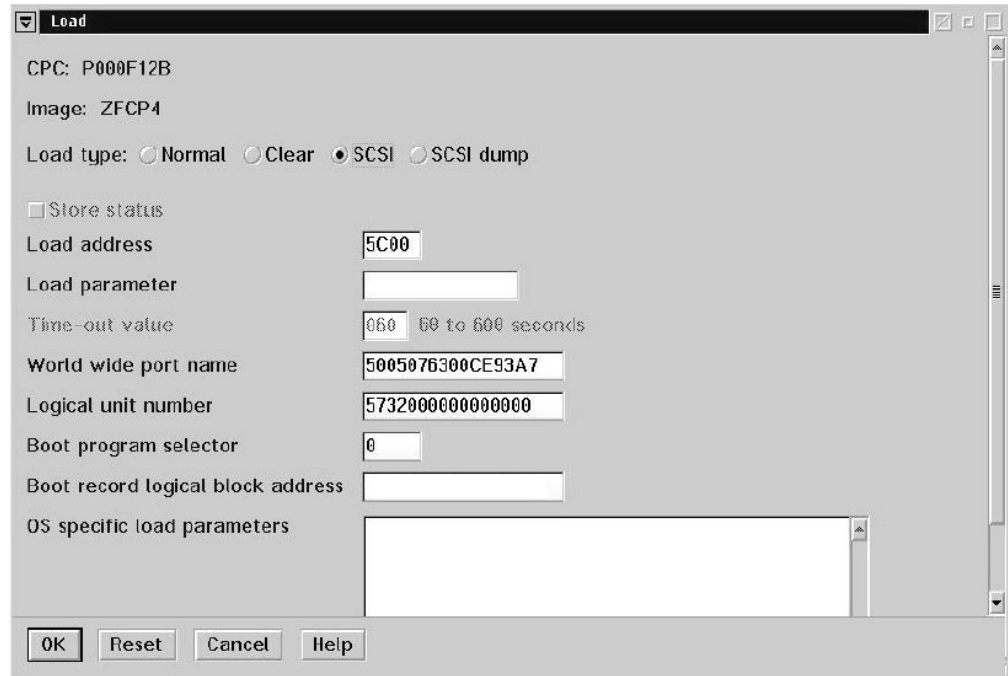 Load
CPC: P000F12B
Image: ZFCP4
Load type: Normal Clear SCSI SCSI dump
Store status
Load address 5C00
Load parameter
Time-out value 060 60 to 600 seconds
World wide port name 5005076300CE93A7
Logical unit number 5732000000000000
Boot program selector 0
Boot record logical block address
OS specific load parameters
OK Reset Cancel Help